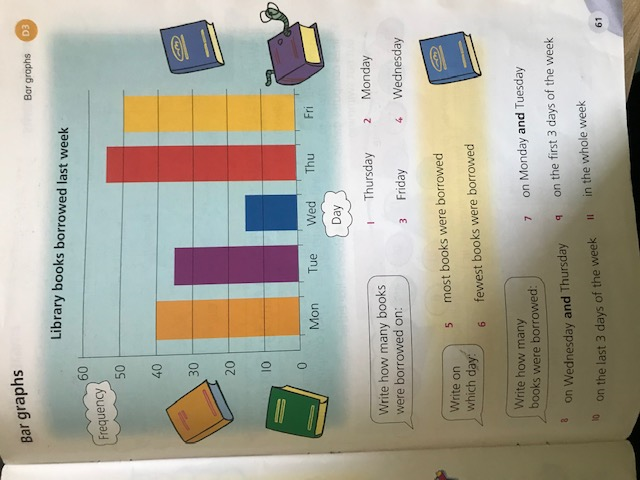 Bar graphs D3
Bar graphs
Library books borrowed last week
Frequency
60
50
40
30
20
10
0
Mon Tue Wed Thu Fri
Day
Write how many books
were borrowed on:
1 Thursday 2 Monday
3 Friday 4 Wednesday
Write on
which day:
5 most books were borrowed
6 fewest books were borrowed
Write how many
books were borrowed:
7 on Monday and Tuesday
8 on Wednesday and Thursday 9 on the first 3 days of the week
10 on the last 3 days of the week 11 in the whole week
61